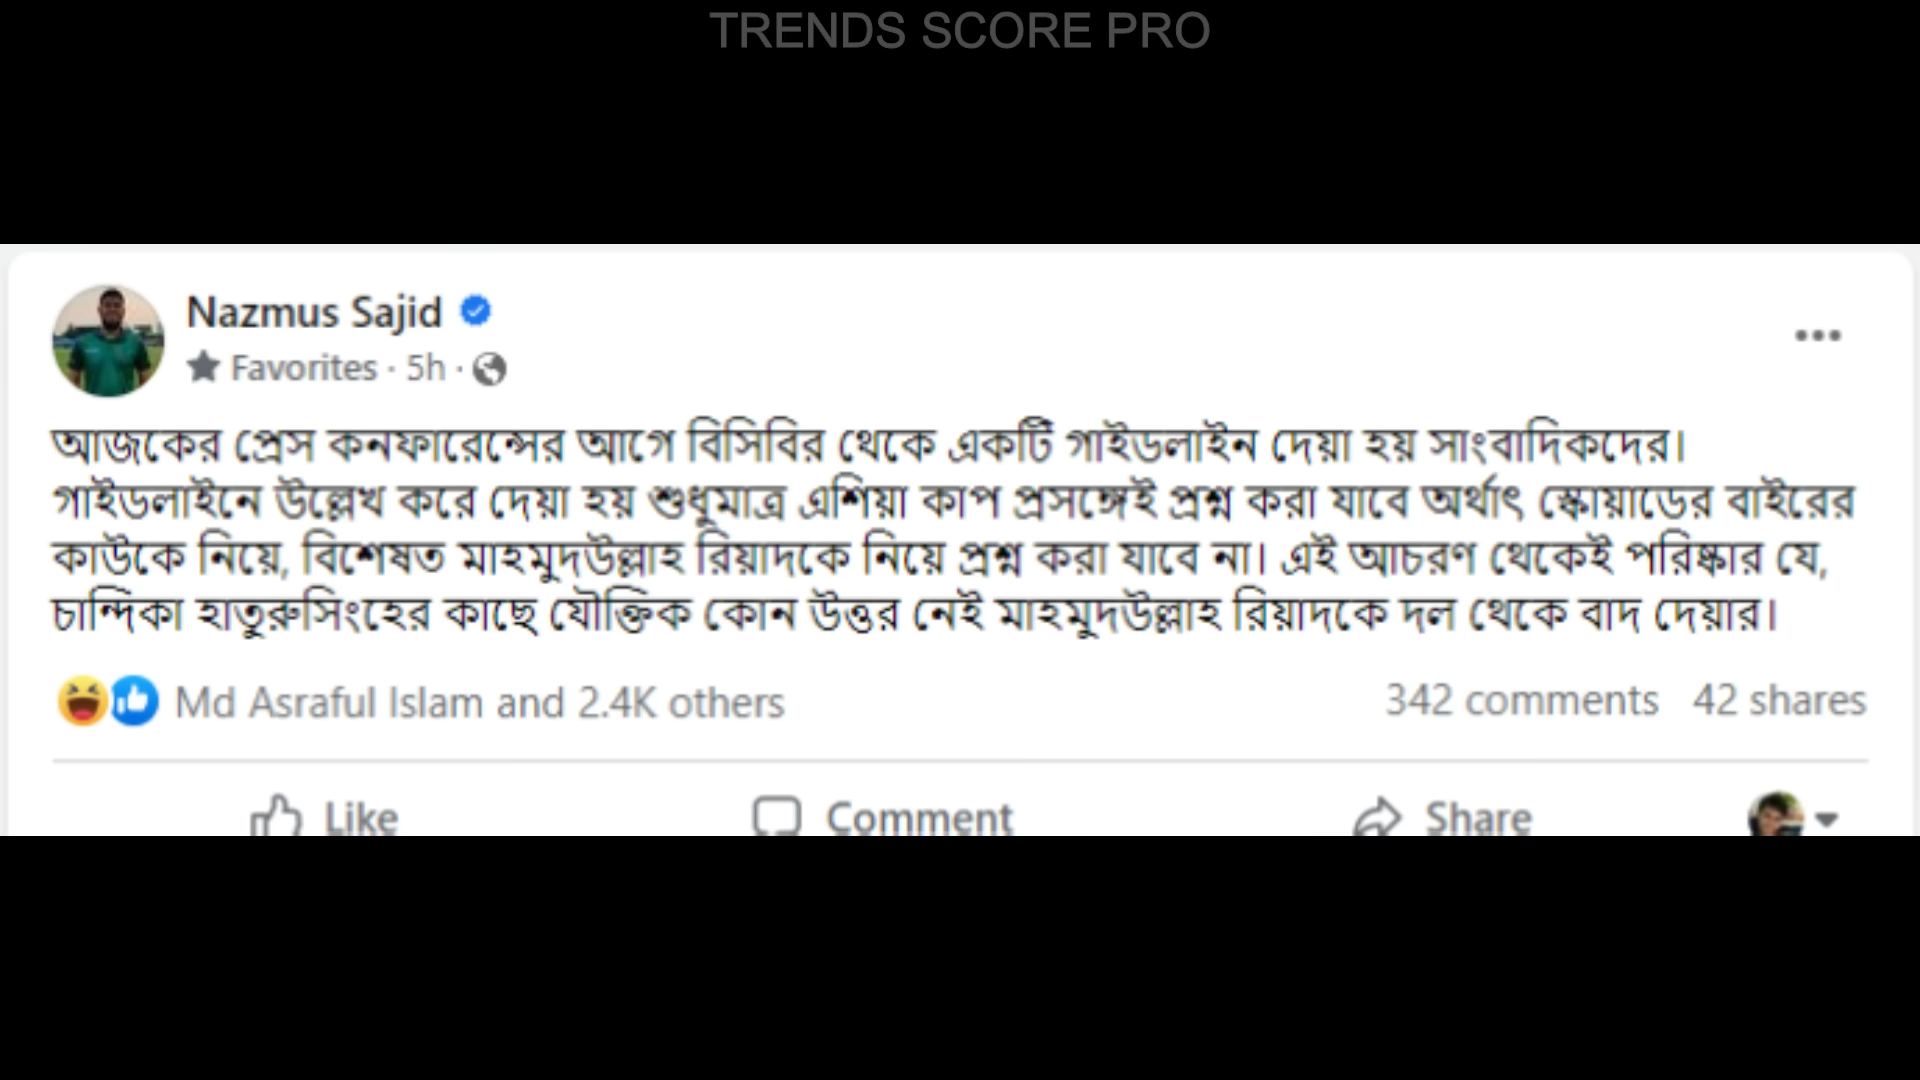 TRENDS SCORE PRO
Nazmus Sajid
Favorites · 5h ·
আজকের প্রেস কনফারেন্সের আগে বিসিবির থেকে একটি গাইডলাইন দেয়া হয় সাংবাদিকদের।
গাইডলাইনে উল্লেখ করে দেয়া হয় শুধুমাত্র এশিয়া কাপ প্রসঙ্গেই প্রশ্ন করা যাবে অর্থাৎ স্কোয়াডের বাইরের
কাউকে নিয়ে, বিশেষত মাহমুদউল্লাহ রিয়াদকে নিয়ে প্রশ্ন করা যাবে না। এই আচরণ থেকেই পরিষ্কার যে,
চান্দিকা হাতুরুসিংহের কাছে যৌক্তিক কোন উত্তর নেই মাহমুদউল্লাহ রিয়াদকে দল থেকে বাদ দেয়ার।
Md Asraful Islam and 2.4K others 342 comments 42 shares
Like Comment Share